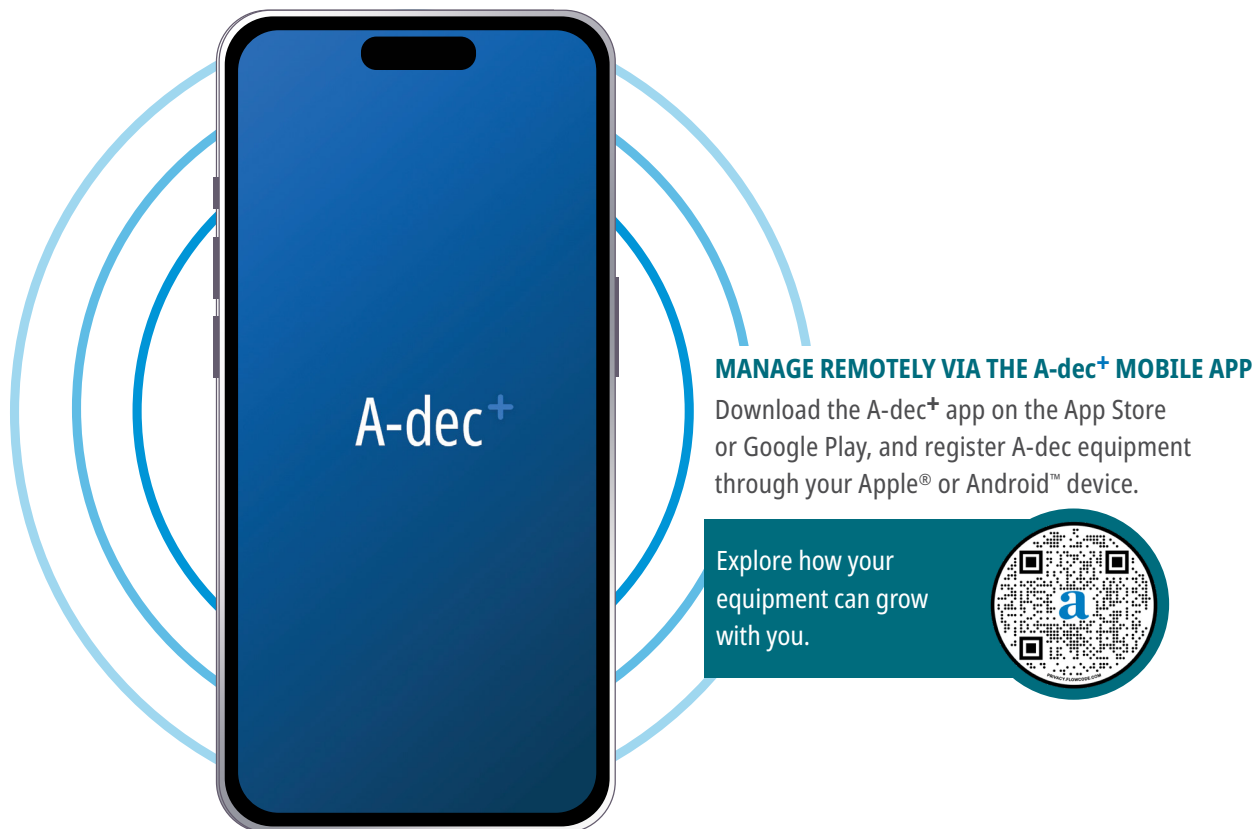 A-dec+
MANAGE REMOTELY VIA THE A-dec+ MOBILE APP
Download the A-dec+ app on the App Store
or Google Play, and register A-dec equipment
through your Apple® or Android™ device.
Explore how your
equipment can grow
with you.
a
PRIVACY.FLOWCODE.COM